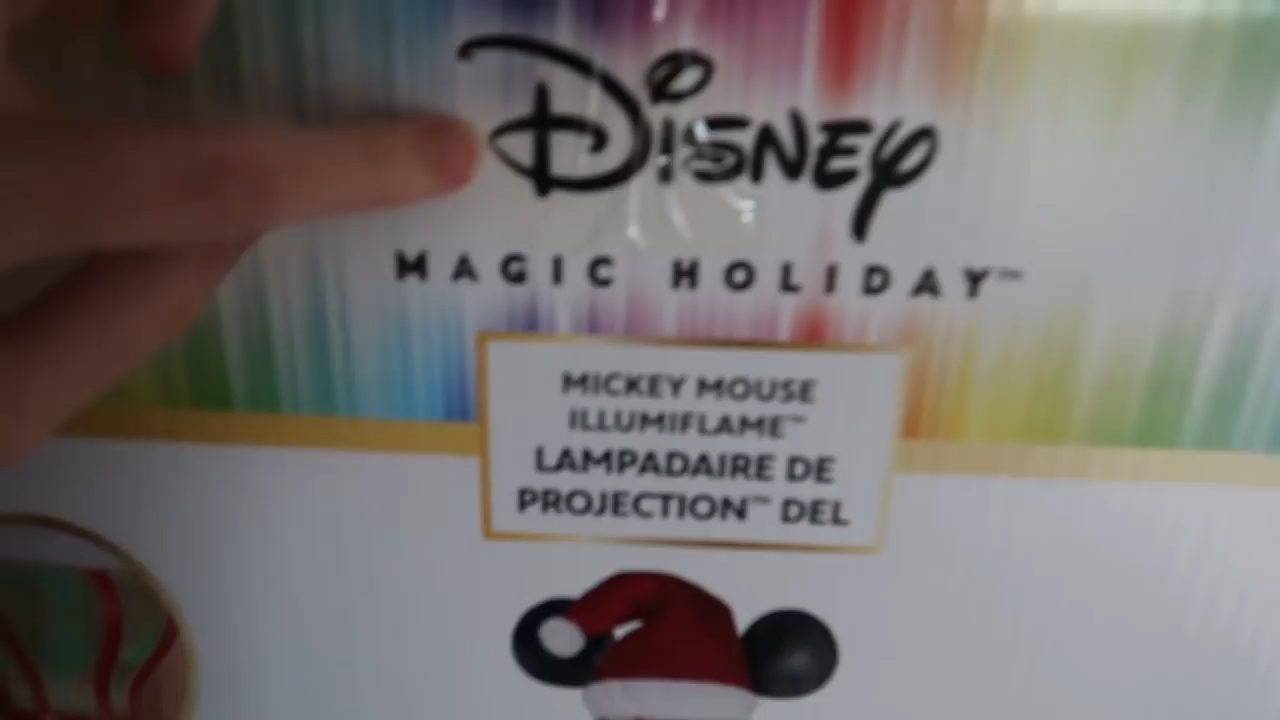 Disney
MAGIC HOLIDAY™
MICKEY MOUSE
ILLUMIFLAME™
LAMPADAIRE DE
PROJECTION™ DEL